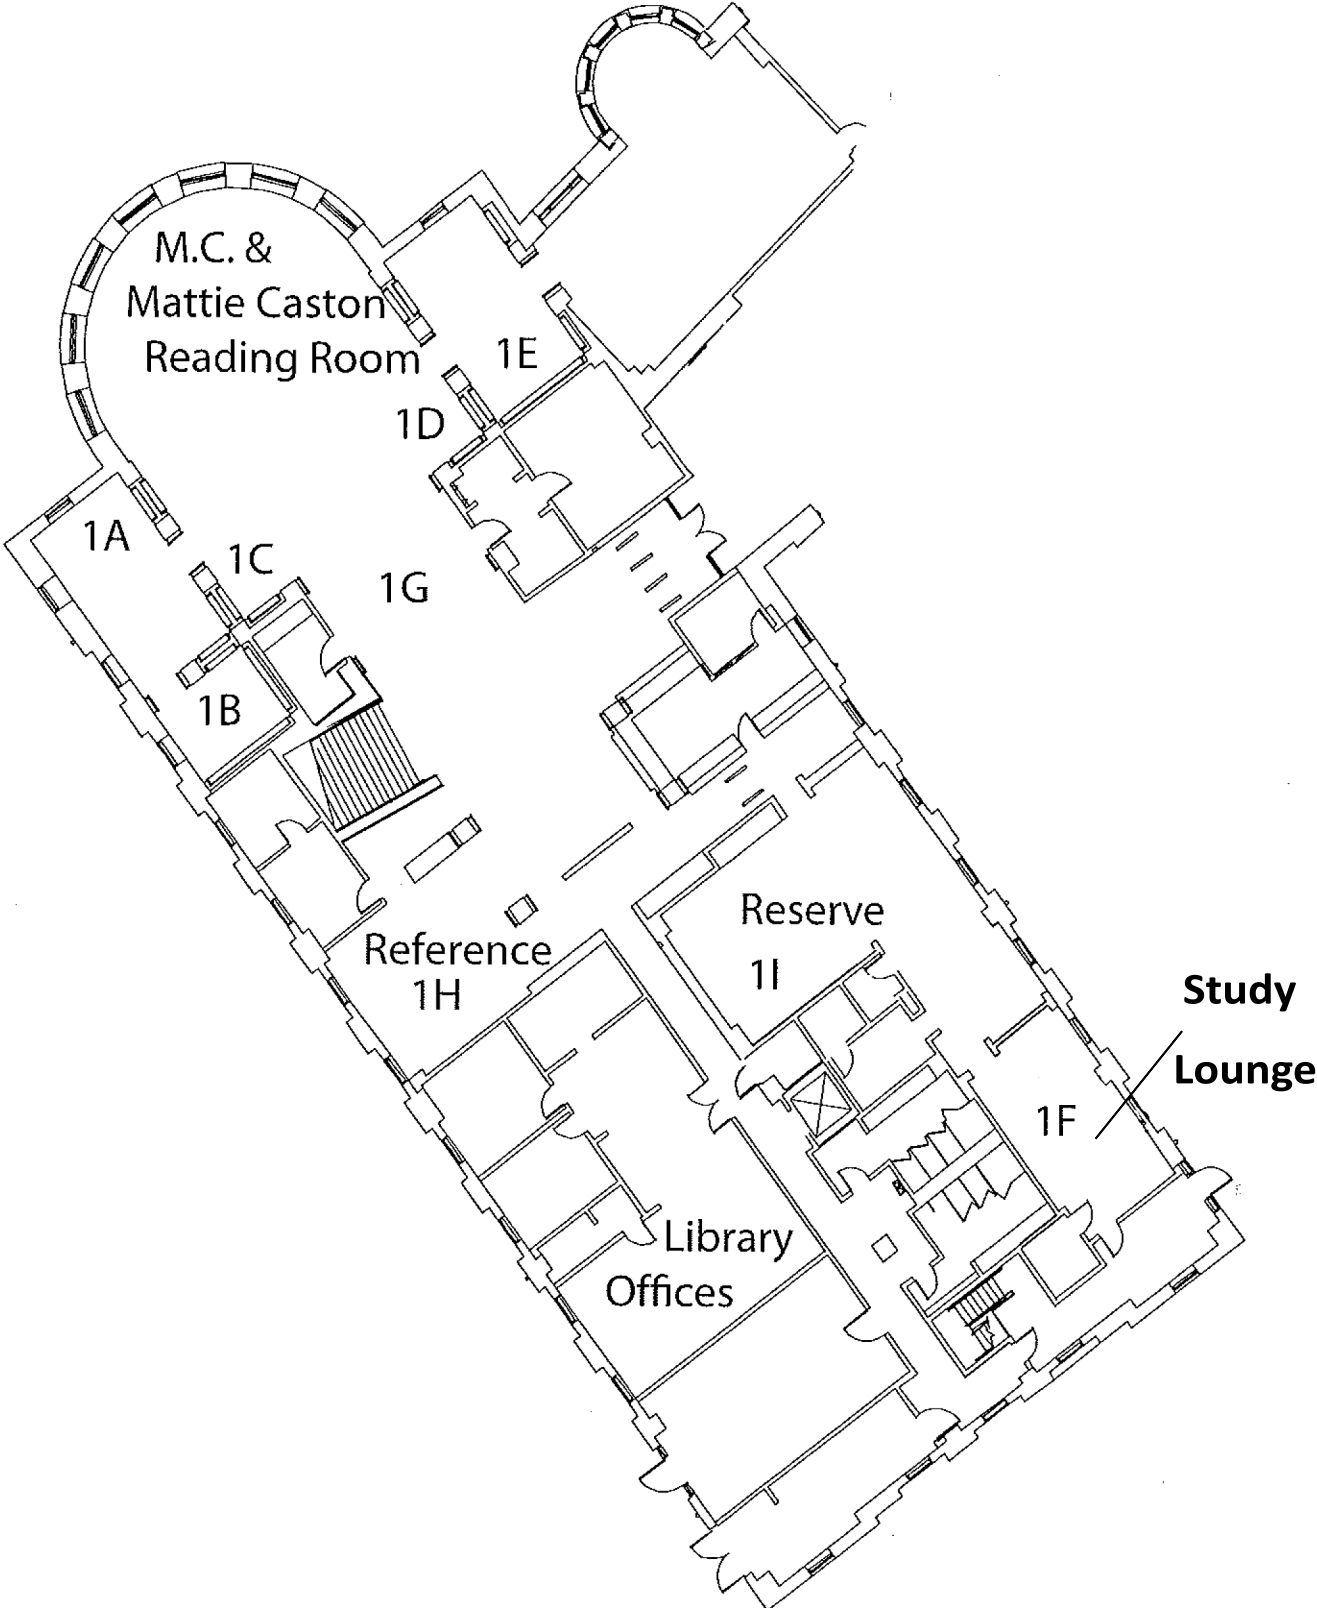 M.C. &
Mattie Caston
Reading Room
1E
1D
1A
1C
1G
1B
Reserve
1I
Reference
1H
Study
Lounge
1F
Library
Offices